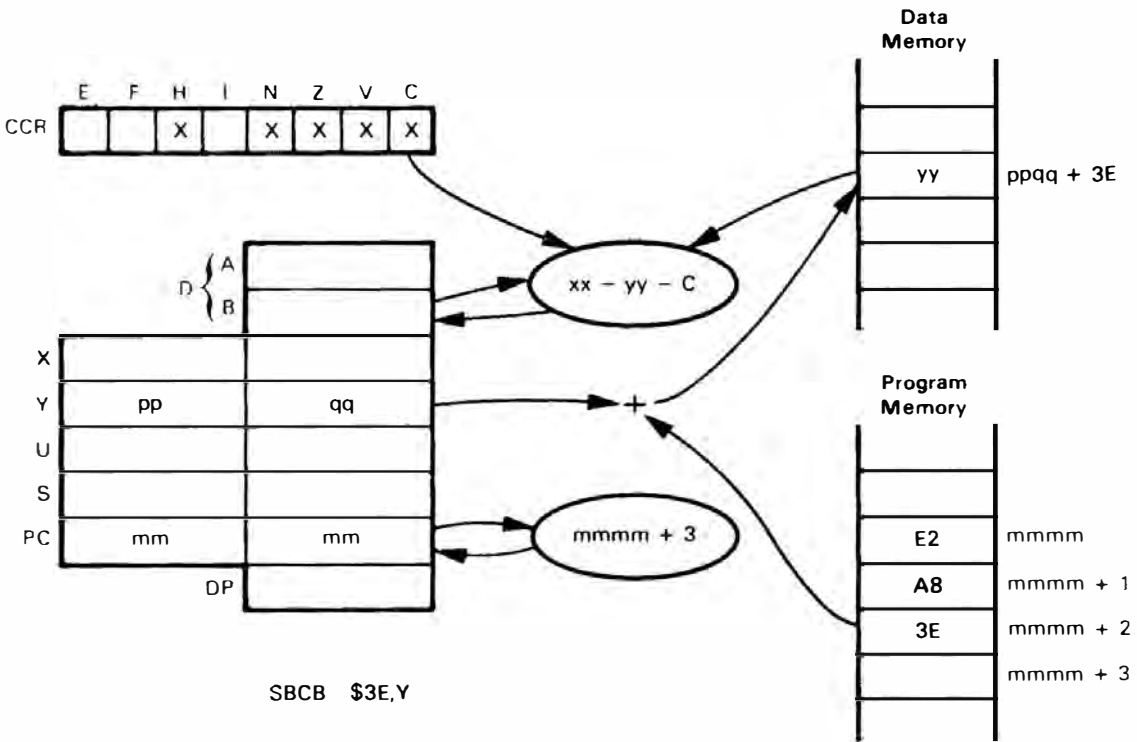 Data
Memory
E F H I N Z V C
CCR X X X X X
yy ppqq + 3E
D { A
B
xx − yy − C
X
Y pp qq
+
U
S
PC mm mm
mmmm + 3
DP
Program
Memory
E2 mmmm
A8 mmmm + 1
3E mmmm + 2
mmmm + 3
SBCB $3E,Y